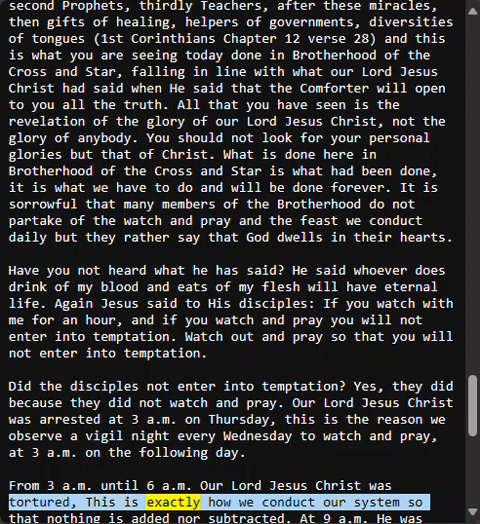 second Prophets, thirdly Teachers, after these miracles,
then gifts of healing, helpers of governments, diversities
of tongues (1st Corinthians Chapter 12 verse 28) and this
is what you are seeing today done in Brotherhood of the
Cross and Star, falling in line with what our Lord Jesus
Christ had said when He said that the Comforter will open
to you all the truth. All that you have seen is the
revelation of the glory of our Lord Jesus Christ, not the
glory of anybody. You should not look for your personal
glories but that of Christ. What is done here in
Brotherhood of the Cross and Star is what had been done,
it is what we have to do and will be done forever. It is
sorrowful that many members of the Brotherhood do not
partake of the watch and pray and the feast we conduct
daily but they rather say that God dwells in their hearts.

Have you not heard what he has said? He said whoever does
drink of my blood and eats of my flesh will have eternal
life. Again Jesus said to His disciples: If you watch with
me for an hour, and if you watch and pray you will not
enter into temptation. Watch out and pray so that you will
not enter into temptation.

Did the disciples not enter into temptation? Yes, they did
because they did not watch and pray. Our Lord Jesus Christ
was arrested at 3 a.m. on Thursday, this is the reason we
observe a vigil night every Wednesday to watch and pray,
at 3 a.m. on the following day.

From 3 a.m. until 6 a.m. Our Lord Jesus Christ was
tortured, This is exactly how we conduct our system so
that nothing is added nor subtracted. At 9 a.m. He was